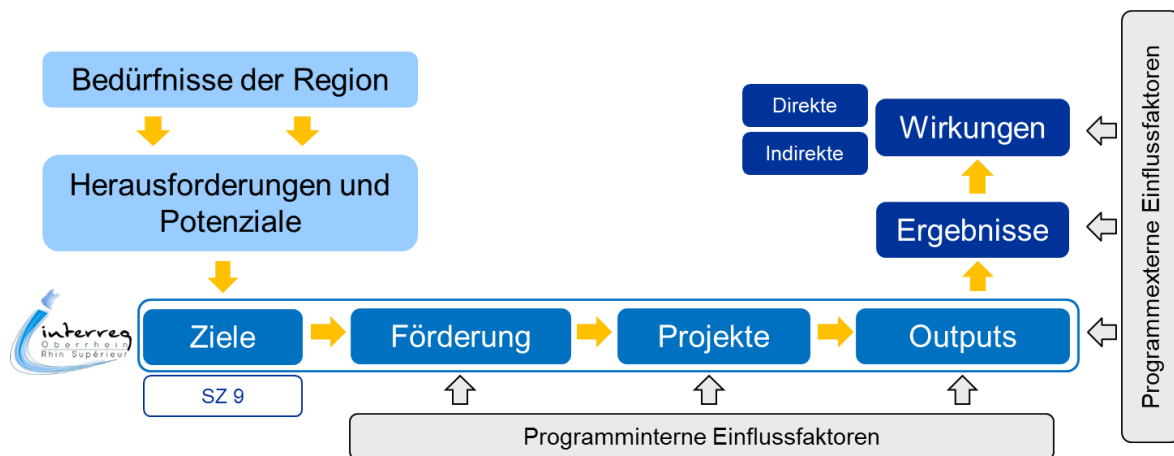 Bedürfnisse der Region
Herausforderungen und
Potenziale
interreg
Oberrhein
Rhin Supérieur
Ziele
Förderung
Projekte
Outputs
SZ 9
Ergebnisse
Wirkungen
Direkte
Indirekte
Programminterne Einflussfaktoren
Programmexterne Einflussfaktoren